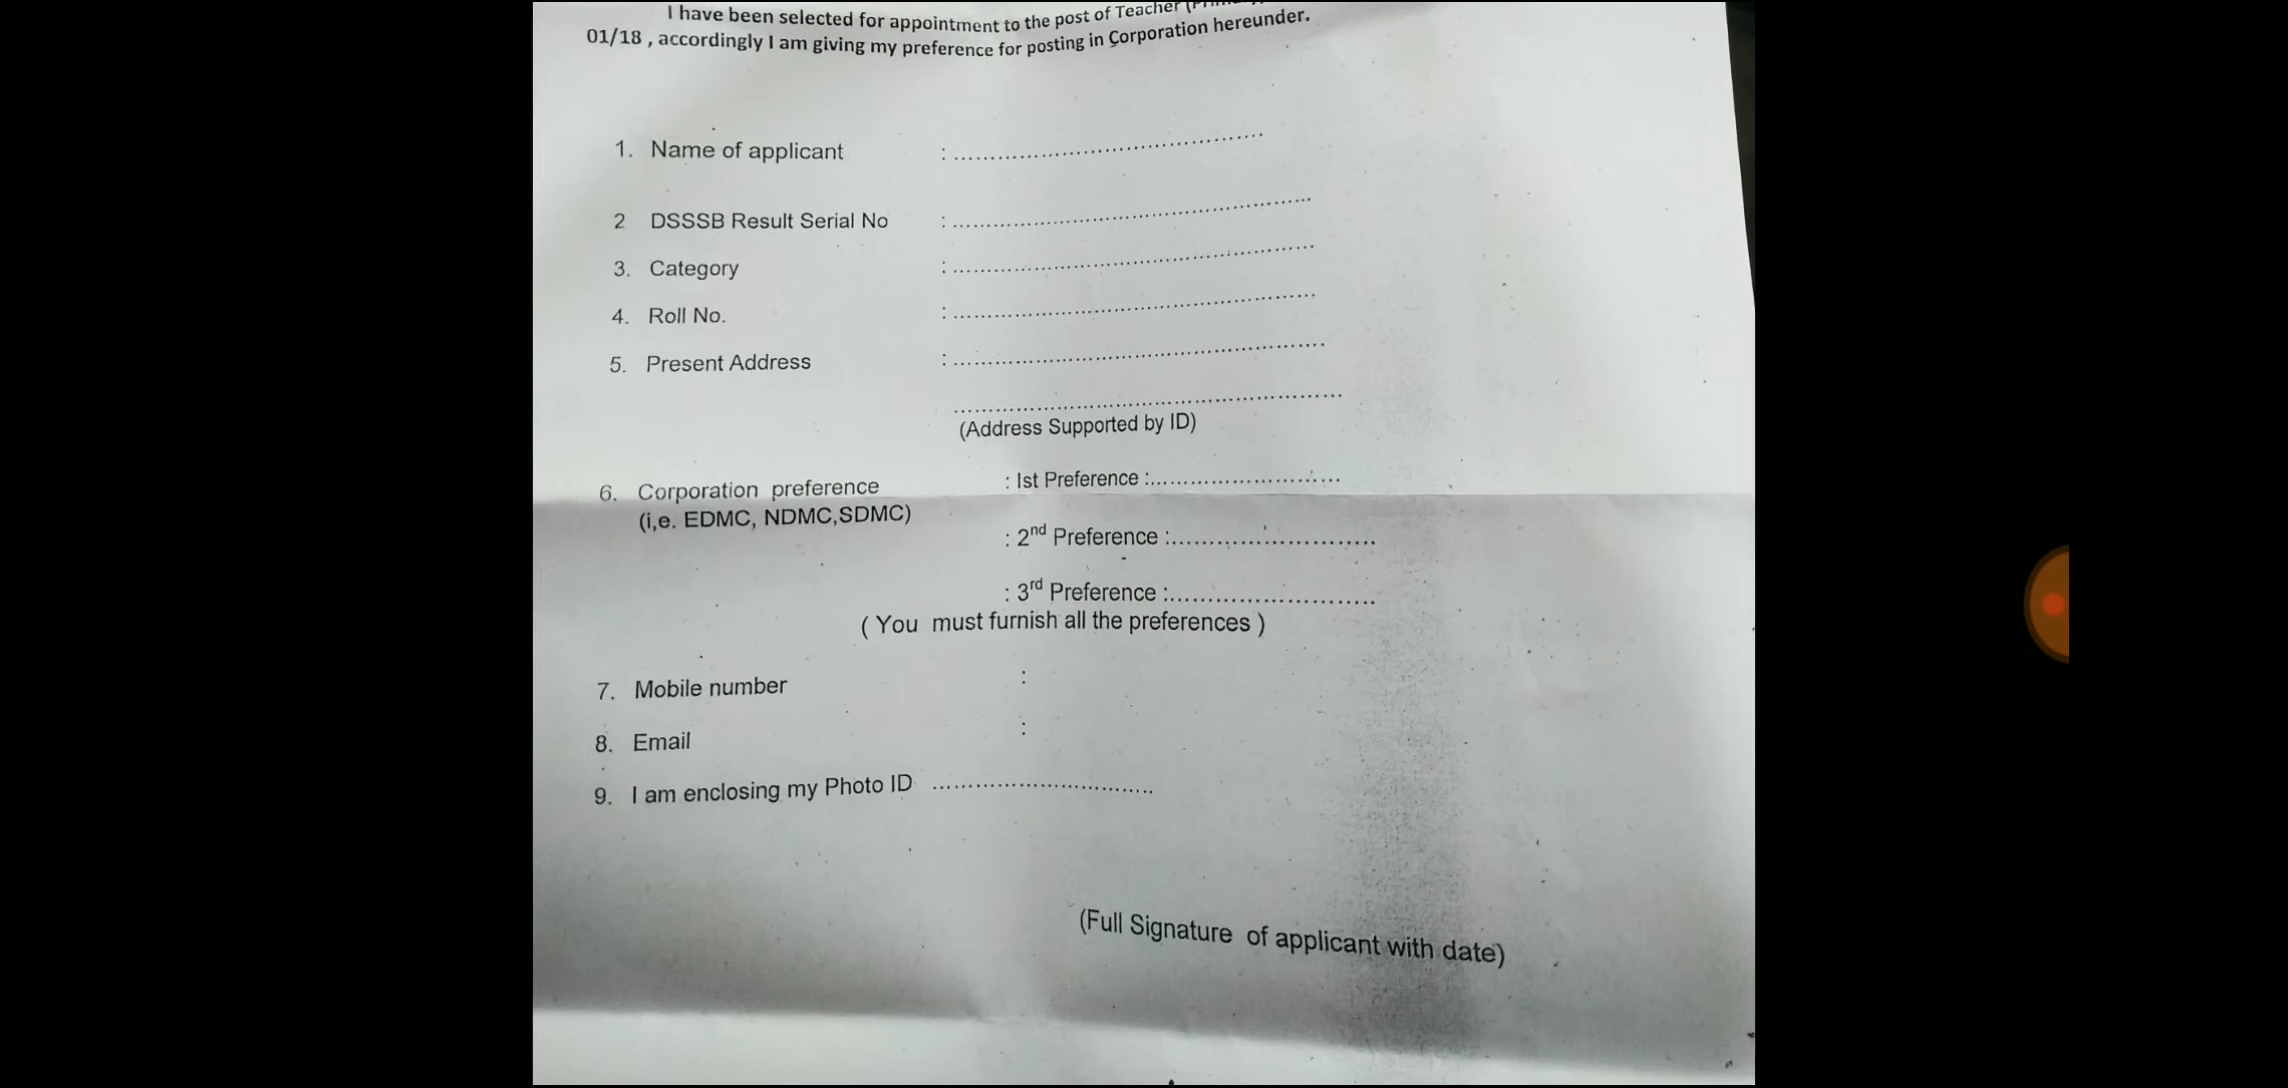 I have been selected for appointment to the post of Teacher
01/18 , accordingly I am giving my preference for posting in Corporation hereunder.
1. Name of applicant : ..........................................
2 DSSSB Result Serial No : ................................................
3. Category : ................................................
4. Roll No. : ................................................
5. Present Address : ................................................
................................................
(Address Supported by ID)
6. Corporation preference : Ist Preference :............................
(i,e. EDMC, NDMC,SDMC)
: 2nd Preference :............................
: 3rd Preference :............................
( You must furnish all the preferences )
7. Mobile number :
8. Email :
9. I am enclosing my Photo ID ................................
(Full Signature of applicant with date)